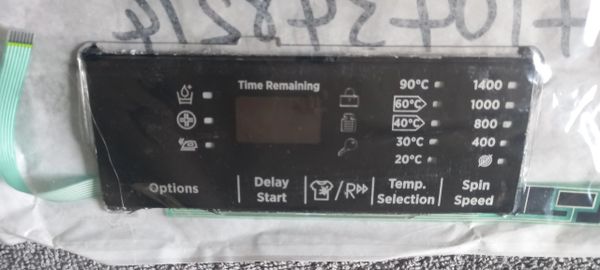 Time Remaining
90°C 1400
60°C 1000
40°C 800
30°C 400
20°C
Options
Delay
Start
/R
Temp.
Selection
Spin
Speed